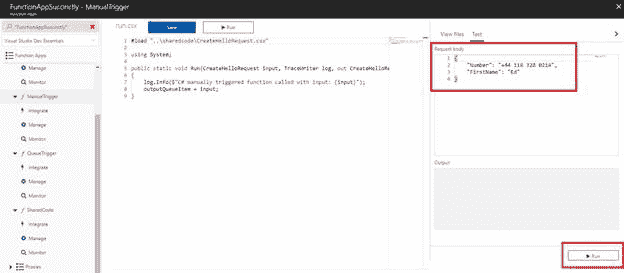 FunctionAppSuccinctly - ManualTrigger
"FunctionAppSuccinctly"
Visual Studio Dev Essentials
Function Apps
Manage
Monitor
ManualTrigger
Integrate
Manage
Monitor
QueueTrigger
Integrate
Manage
Monitor
SharedCode
Integrate
Manage
Monitor
Proxies
run.csx
Save
Run
1 #load "..\sharedcode\CreateHelloRequest.csx"
2
3 using System;
4
5 public static void Run(CreateHelloRequest input, TraceWriter log, out CreateHelloRe
6 {
7 log.Info($"C# manually triggered function called with input: {input}");
8 outputQueueItem = input;
9 }
View files
Test
Request body
1 {
2 "Number": "+44 116 328 0214",
3 "FirstName": "Ed"
4 }
Output
Run